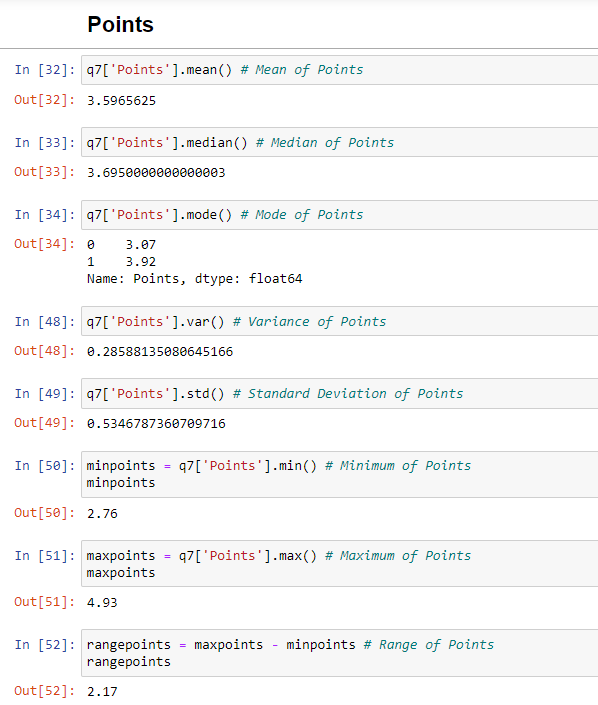 Points
In [32]: q7['Points'].mean() # Mean of Points
Out[32]: 3.5965625
In [33]: q7['Points'].median() # Median of Points
Out[33]: 3.6950000000000003
In [34]: q7['Points'].mode() # Mode of Points
Out[34]: 0    3.07
1    3.92
Name: Points, dtype: float64
In [48]: q7['Points'].var() # Variance of Points
Out[48]: 0.28588135080645166
In [49]: q7['Points'].std() # Standard Deviation of Points
Out[49]: 0.5346787360709716
In [50]: minpoints = q7['Points'].min() # Minimum of Points
minpoints
Out[50]: 2.76
In [51]: maxpoints = q7['Points'].max() # Maximum of Points
maxpoints
Out[51]: 4.93
In [52]: rangepoints = maxpoints - minpoints # Range of Points
rangepoints
Out[52]: 2.17